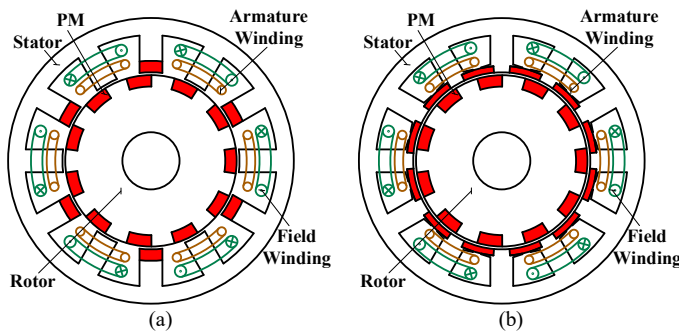 PM
Stator
Armature
Winding
Field
Winding
Rotor
(a)
PM
Stator
Armature
Winding
Field
Winding
Rotor
(b)